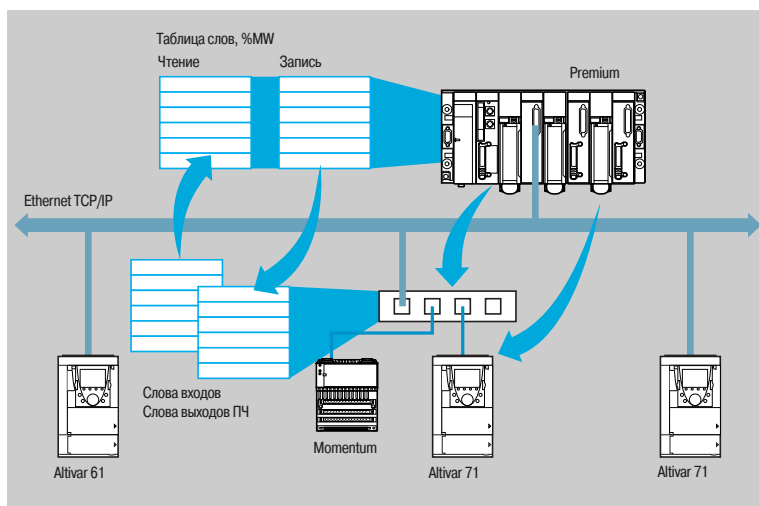 Таблица слов, %MW
Чтение
Запись
Premium
Ethernet TCP/IP
Слова входов
Слова выходов ПЧ
Momentum
Altivar 61
Altivar 71
Altivar 71